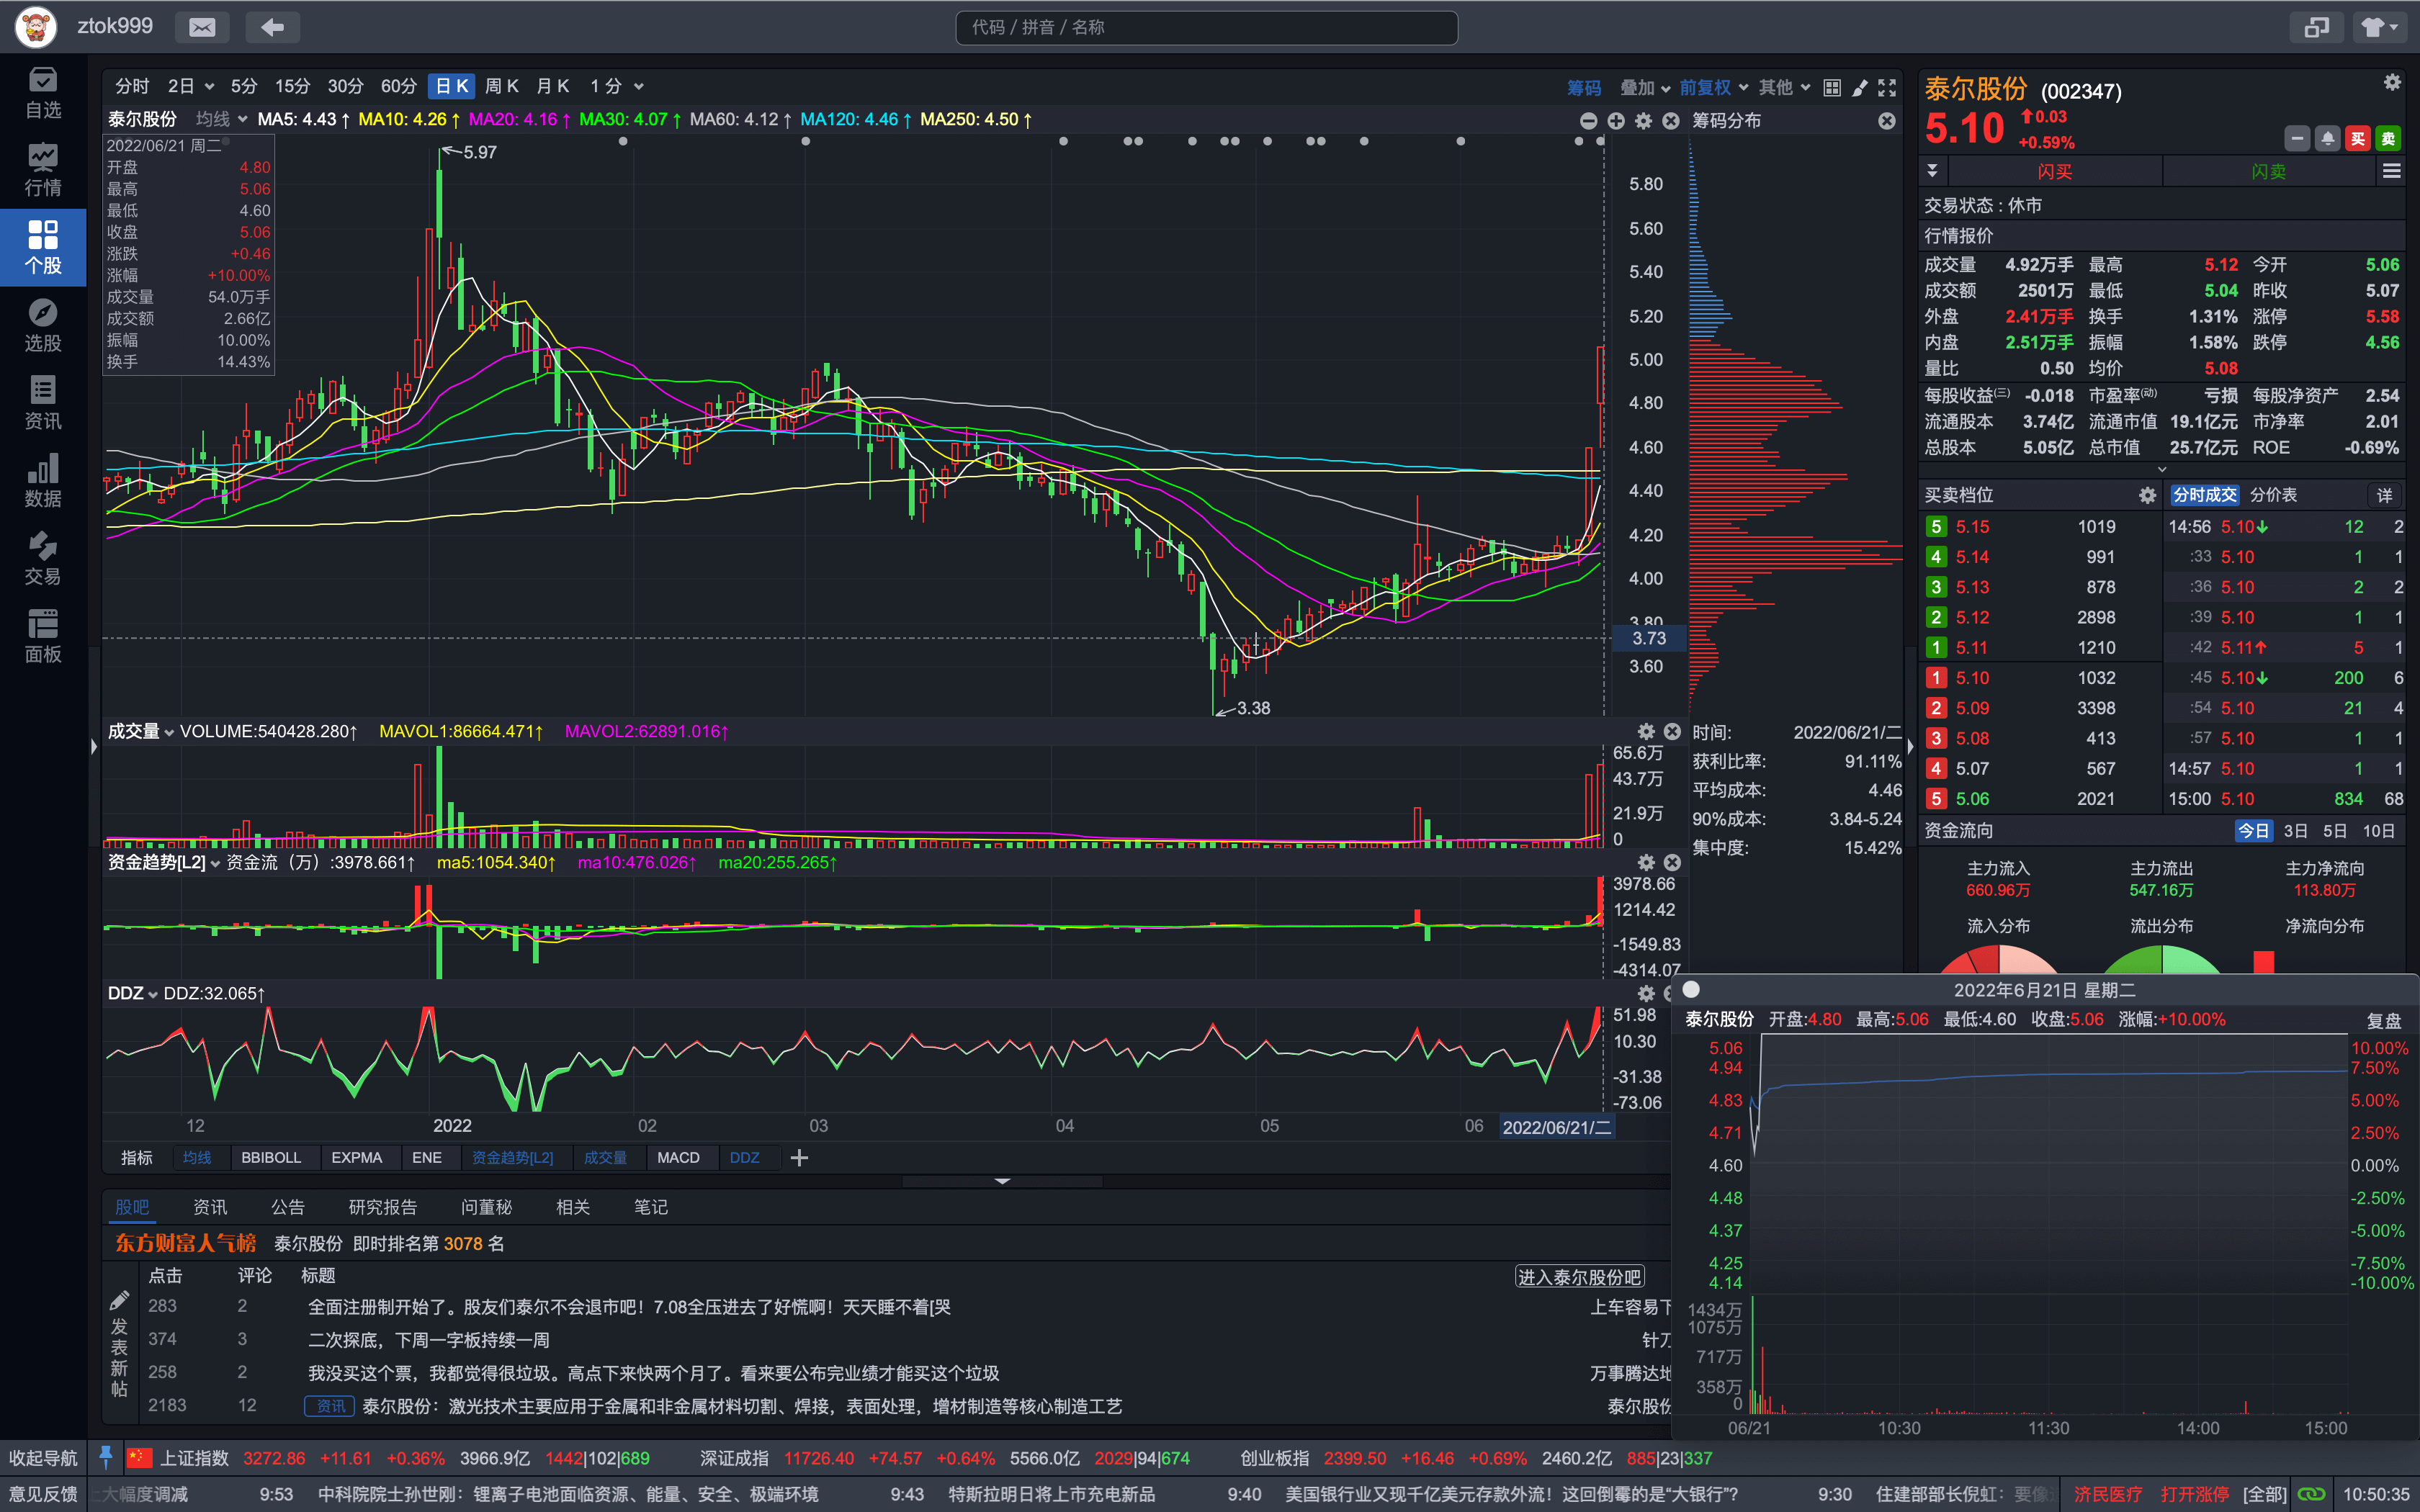 ztok999
代码 / 拼音 / 名称
自选
行情
个股
选股
资讯
数据
交易
面板
分时 2日 5分 15分 30分 60分 日K 周K 月K 1分
筹码 叠加 前复权 其他
泰尔股份 均线 MA5: 4.43↑ MA10: 4.26↑ MA20: 4.16↑ MA30: 4.07↑ MA60: 4.12↑ MA120: 4.46↑ MA250: 4.50↑
筹码分布
2022/06/21 周二
开盘 4.80
最高 5.06
最低 4.60
收盘 5.06
涨跌 +0.46
涨幅 +10.00%
成交量 54.0万手
成交额 2.66亿
振幅 10.00%
换手 14.43%
5.97
3.38
5.80
5.60
5.40
5.20
5.00
4.80
4.60
4.40
4.20
4.00
3.80
3.73
3.60
成交量 VOLUME:540428.280↑ MAVOL1:86664.471↑ MAVOL2:62891.016↑
65.6万
43.7万
21.9万
0
资金趋势[L2] 资金流（万）:3978.661↑ ma5:1054.340↑ ma10:476.026↑ ma20:255.265↑
3978.66
1214.42
-1549.83
-4314.07
DDZ DDZ:32.065↑
51.98
10.30
-31.38
-73.06
12 2022 02 03 04 05 06 2022/06/21/二
指标 均线 BBIBOLL EXPMA ENE 资金趋势[L2] 成交量 MACD DDZ
时间: 2022/06/21/二
获利比率: 91.11%
平均成本: 4.46
90%成本: 3.84-5.24
集中度: 15.42%
股吧 资讯 公告 研究报告 问董秘 相关 笔记
东方财富人气榜 泰尔股份 即时排名第 3078 名
点击 评论 标题 进入泰尔股份吧
发表新帖
283 2 全面注册制开始了。股友们泰尔不会退市吧！7.08全压进去了好慌啊！天天睡不着[哭 上车容易下
374 3 二次探底，下周一字板持续一周 针刀
258 2 我没买这个票，我都觉得很垃圾。高点下来快两个月了。看来要公布完业绩才能买这个垃圾 万事腾达地
2183 12 资讯 泰尔股份：激光技术主要应用于金属和非金属材料切割、焊接，表面处理，增材制造等核心制造工艺 泰尔股份
泰尔股份 (002347)
5.10 0.03
+0.59%
买 卖
闪买 闪卖
交易状态 : 休市
行情报价
成交量 4.92万手 最高 5.12 今开 5.06
成交额 2501万 最低 5.04 昨收 5.07
外盘 2.41万手 换手 1.31% 涨停 5.58
内盘 2.51万手 振幅 1.58% 跌停 4.56
量比 0.50 均价 5.08
每股收益(三) -0.018 市盈率(动) 亏损 每股净资产 2.54
流通股本 3.74亿 流通市值 19.1亿元 市净率 2.01
总股本 5.05亿 总市值 25.7亿元 ROE -0.69%
买卖档位 分时成交 分价表 详
5 5.15 1019 14:56 5.10↓ 12 2
4 5.14 991 :33 5.10 1 1
3 5.13 878 :36 5.10 2 2
2 5.12 2898 :39 5.10 1 1
1 5.11 1210 :42 5.11↑ 5 1
1 5.10 1032 :45 5.10↓ 200 6
2 5.09 3398 :54 5.10 21 4
3 5.08 413 :57 5.10 1 1
4 5.07 567 14:57 5.10 1 1
5 5.06 2021 15:00 5.10 834 68
资金流向 今日 3日 5日 10日
主力流入 主力流出 主力净流向
660.96万 547.16万 113.80万
流入分布 流出分布 净流向分布
2022年6月21日 星期二
泰尔股份 开盘:4.80 最高:5.06 最低:4.60 收盘:5.06 涨幅:+10.00% 复盘
5.06 10.00%
4.94 7.50%
4.83 5.00%
4.71 2.50%
4.60 0.00%
4.48 -2.50%
4.37 -5.00%
4.25 -7.50%
4.14 -10.00%
1434万
1075万
717万
358万
0
06/21 10:30 11:30 14:00 15:00
收起导航 上证指数 3272.86 +11.61 +0.36% 3966.9亿 1442|102|689 深证成指 11726.40 +74.57 +0.64% 5566.0亿 2029|94|674 创业板指 2399.50 +16.46 +0.69% 2460.2亿 885|23|337
意见反馈 大幅度调减 9:53 中科院院士孙世刚：锂离子电池面临资源、能量、安全、极端环境 9:43 特斯拉明日将上市充电新品 9:40 美国银行业又现千亿美元存款外流！这回倒霉的是“大银行”？ 9:30 住建部部长倪虹：要像 济民医疗 打开涨停 [全部] 10:50:35